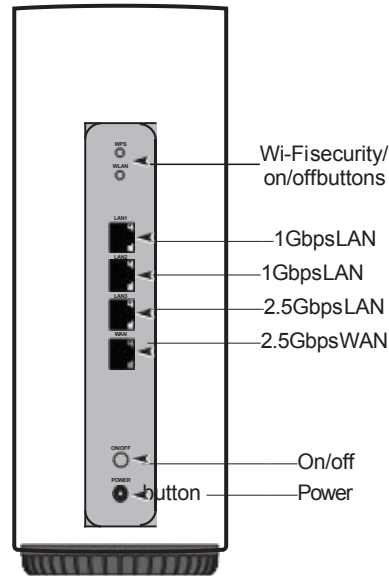 WPS
WLAN
Wi-Fisecurity/
on/offbuttons
LAN1
1GbpsLAN
LAN2
1GbpsLAN
LAN3
2.5GbpsLAN
WAN
2.5GbpsWAN
ON/OFF
On/off
POWER
button
Power